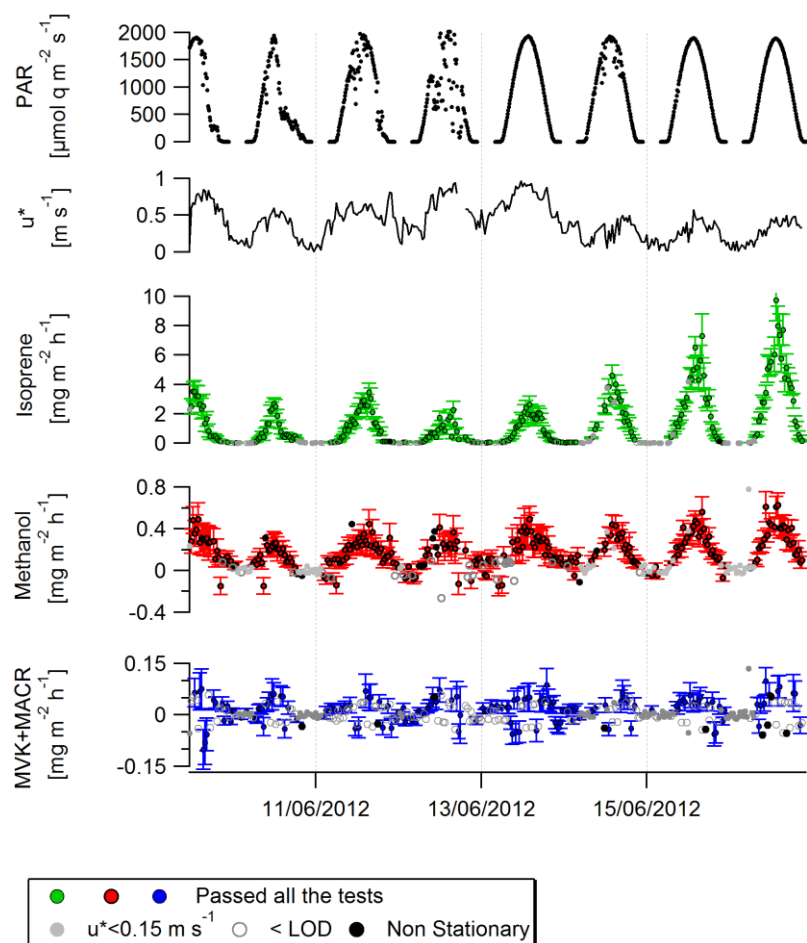 2000
1500
1000
500
0
PAR
[µmol q m⁻² s⁻¹]
1
0.5
0
u*
[m s⁻¹]
10
8
6
4
2
0
Isoprene
[mg m⁻² h⁻¹]
0.8
0.4
0
-0.4
Methanol
[mg m⁻² h⁻¹]
0.15
0
-0.15
MVK+MACR
[mg m⁻² h⁻¹]
11/06/2012 13/06/2012 15/06/2012
Passed all the tests
u*<0.15 m s⁻¹ < LOD Non Stationary